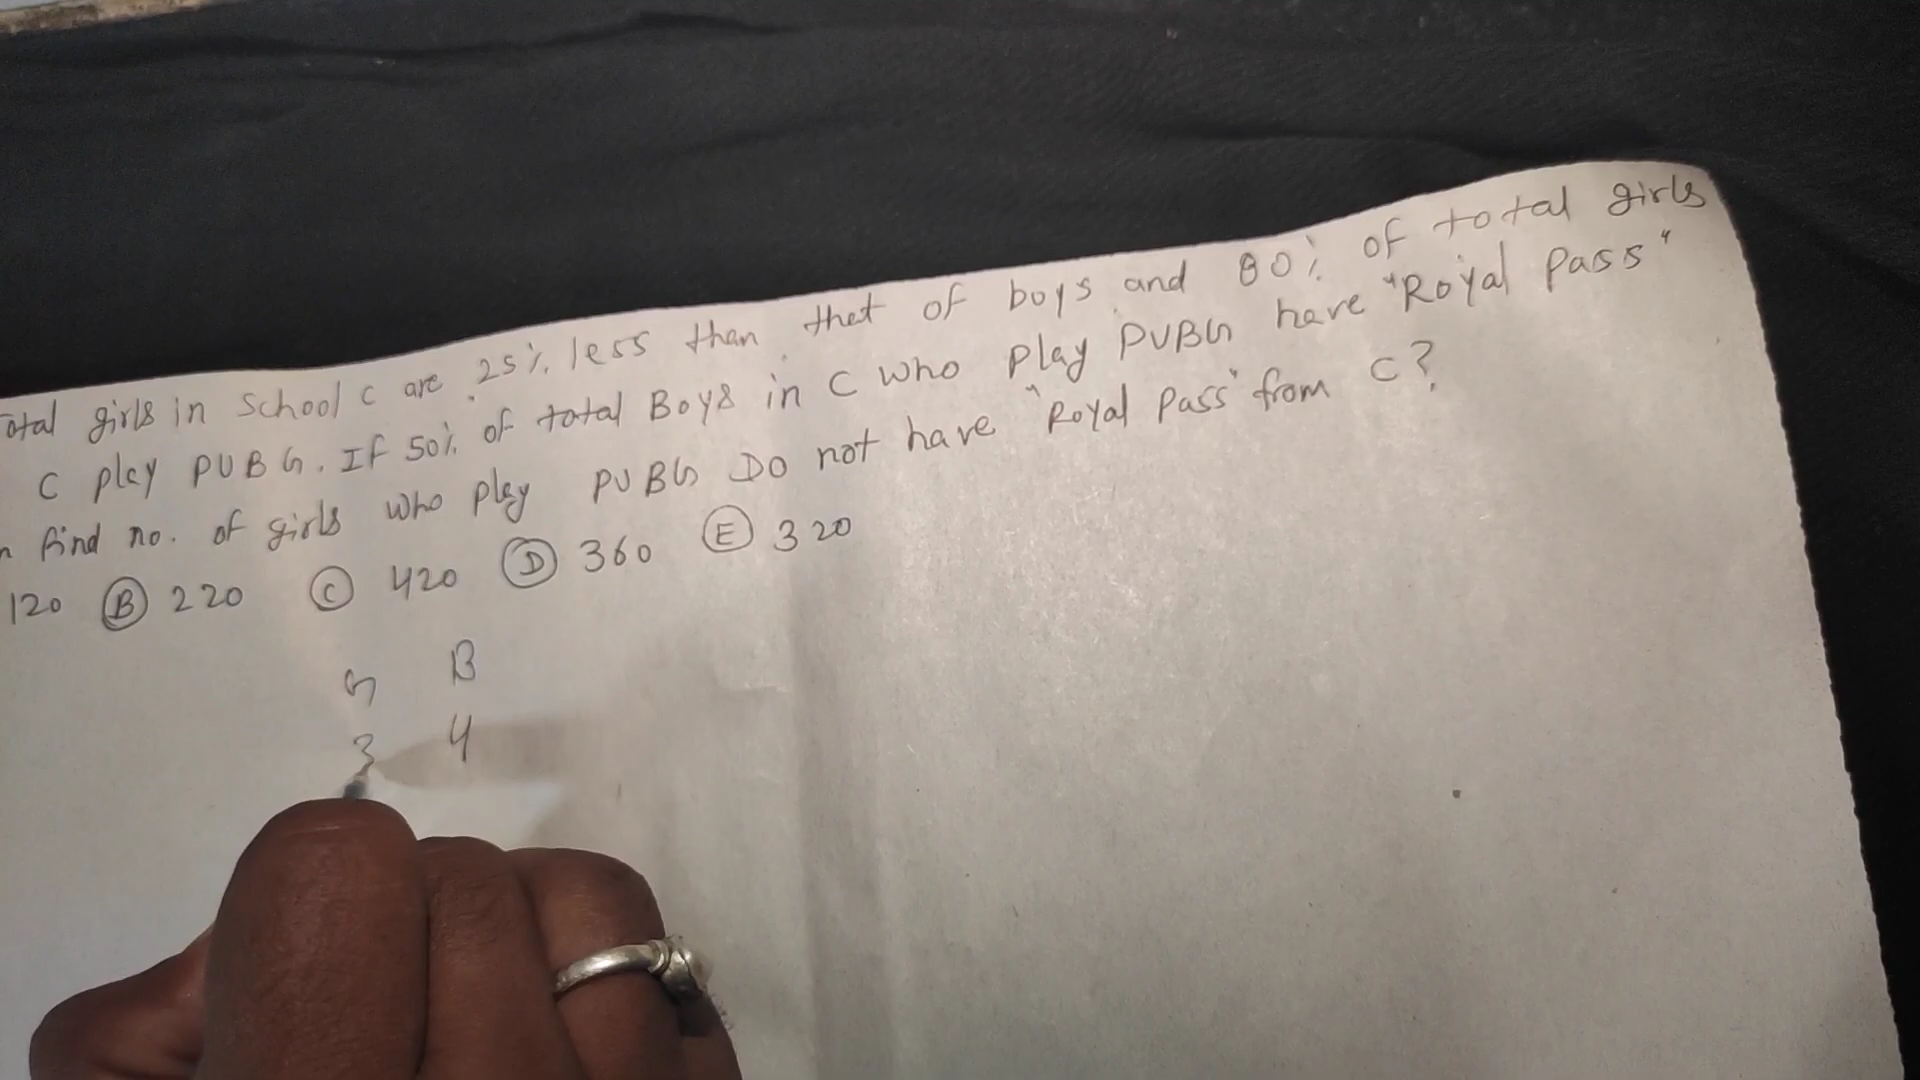 otal girls in School C are 25% less than that of boys and 80% of total girls
C play PUBG. If 50% of total Boys in C who play PUBG have "Royal Pass"
n find no. of girls who play PUBG DO not have "Royal Pass" from C?
120 (B) 220 (C) 420 (D) 360 (E) 320
G B
3 4